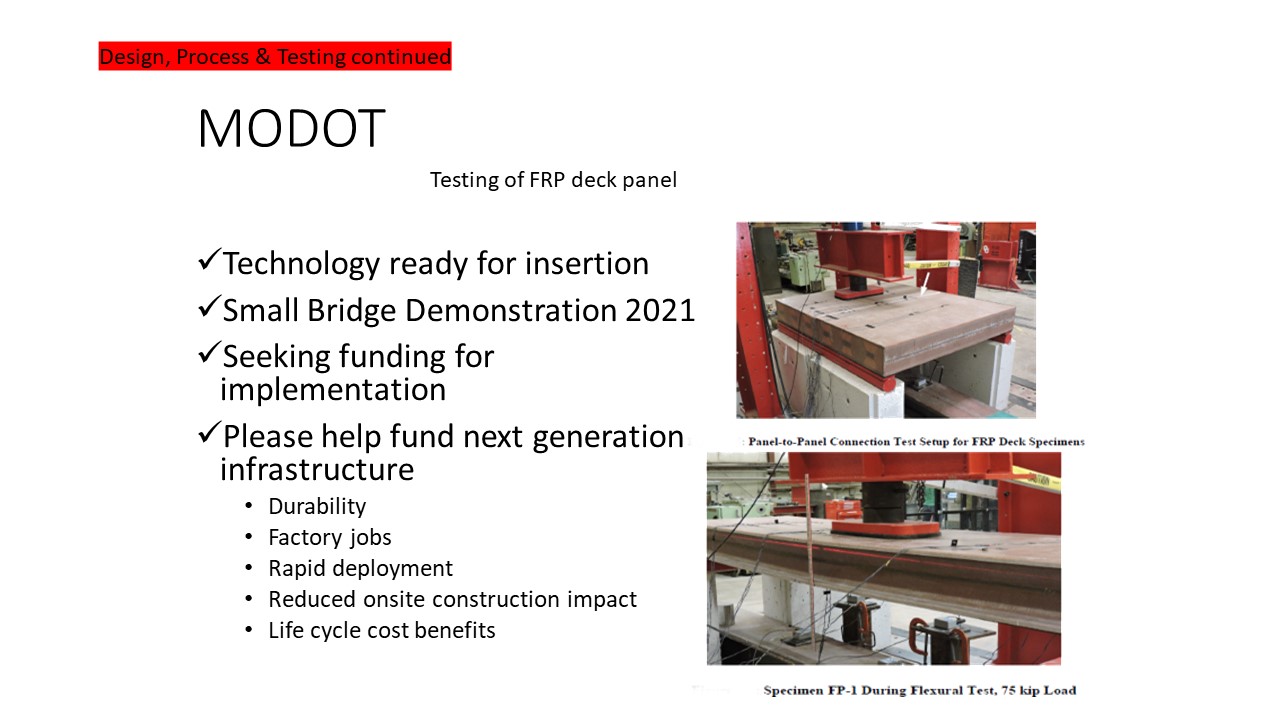 Design, Process & Testing continued
MODOT
Testing of FRP deck panel
✓Technology ready for insertion
✓Small Bridge Demonstration 2021
✓Seeking funding for
implementation
✓Please help fund next generation
infrastructure
• Durability
• Factory jobs
• Rapid deployment
• Reduced onsite construction impact
• Life cycle cost benefits
: Panel-to-Panel Connection Test Setup for FRP Deck Specimens
Specimen FP-1 During Flexural Test, 75 kip Load